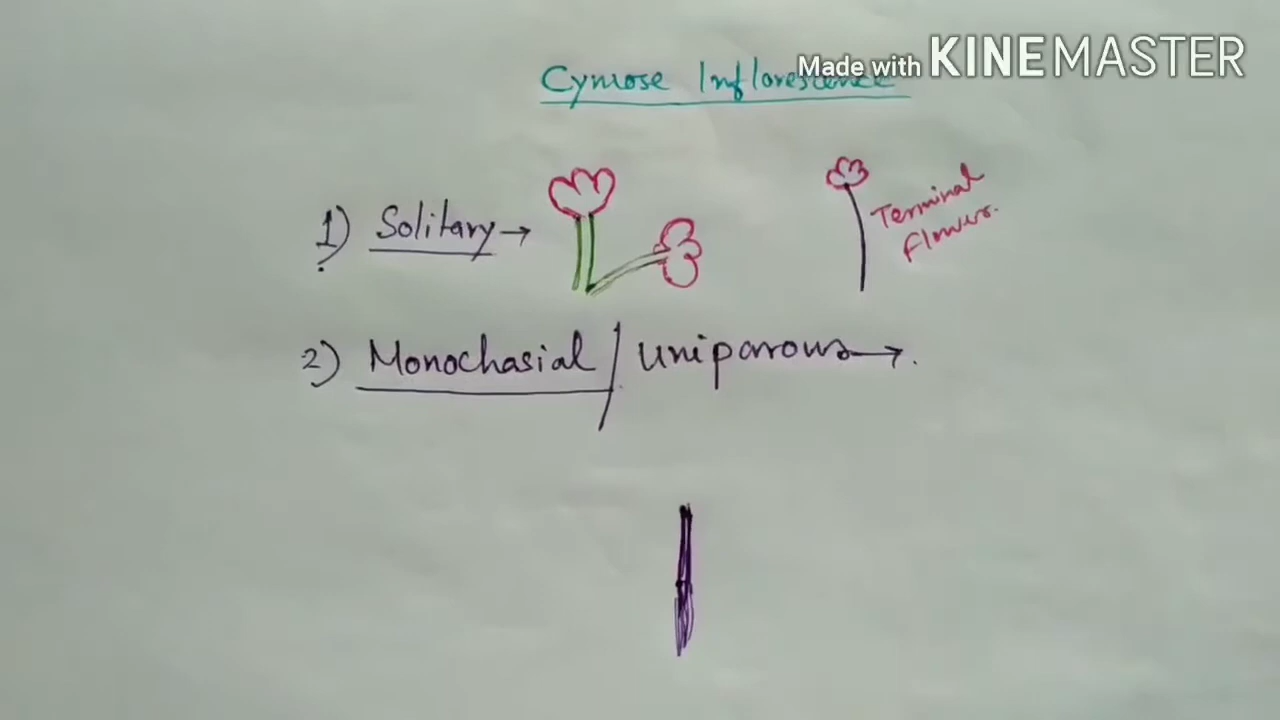 Made with KINEMASTER
Cymose Inflorescence
1) Solitary →
Terminal
Flower.
2) Monochasial / uniparous →.